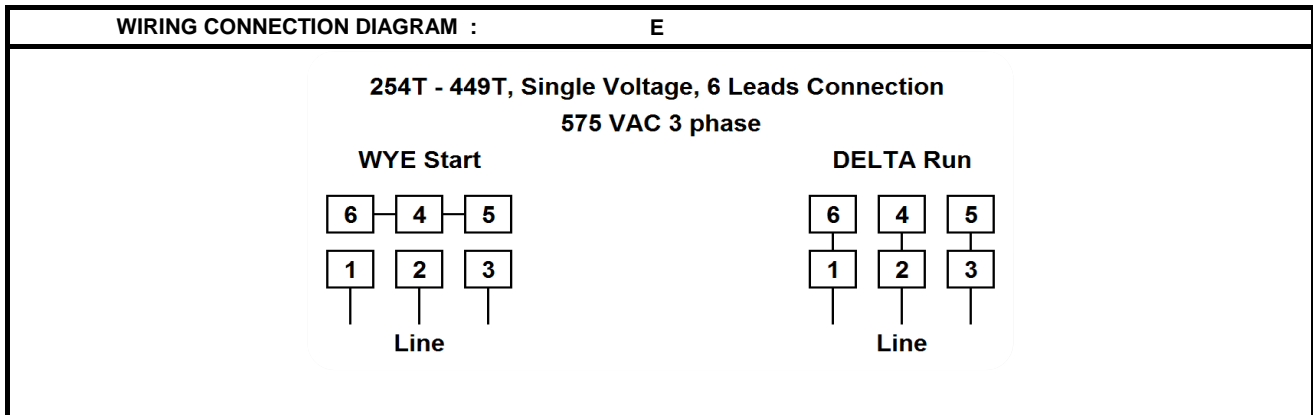 WIRING CONNECTION DIAGRAM : E
254T - 449T, Single Voltage, 6 Leads Connection
575 VAC 3 phase
WYE Start
6 4 5
1 2 3
Line
DELTA Run
6 4 5
1 2 3
Line